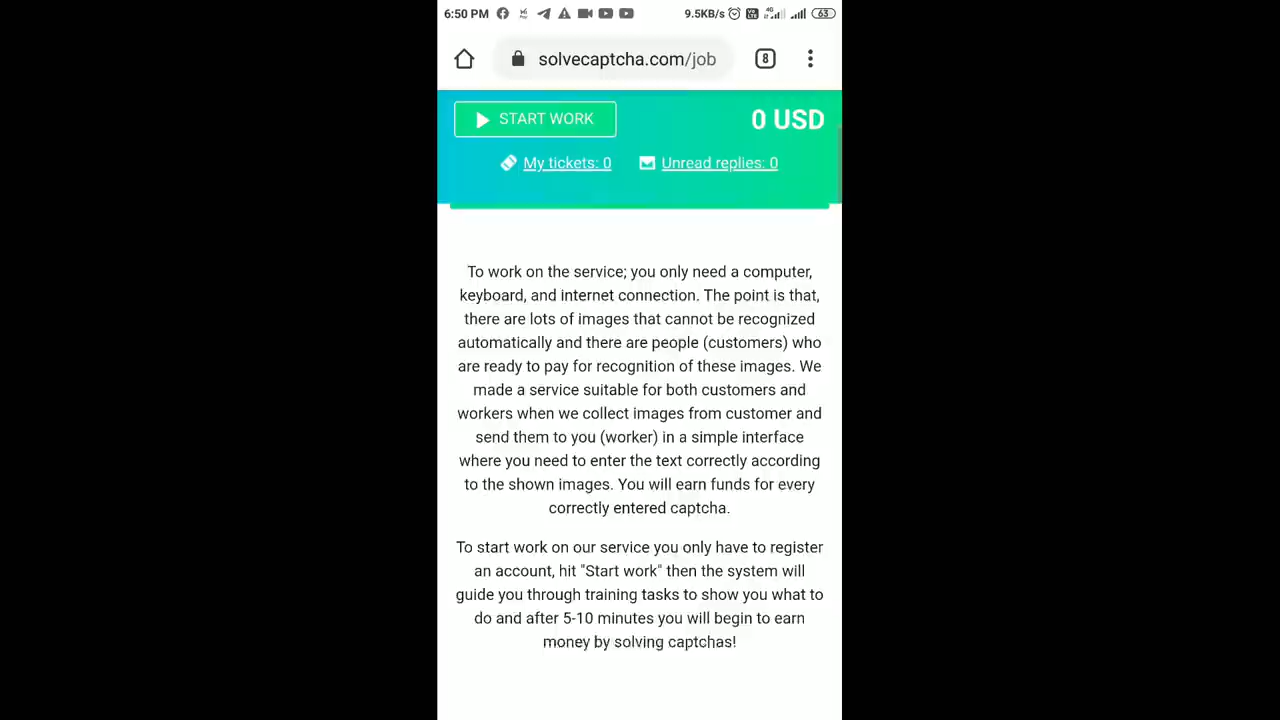 6:50 PM 9.5KB/s 4G 63
solvecaptcha.com/job 8
START WORK 0 USD
My tickets: 0 Unread replies: 0
To work on the service; you only need a computer,
keyboard, and internet connection. The point is that,
there are lots of images that cannot be recognized
automatically and there are people (customers) who
are ready to pay for recognition of these images. We
made a service suitable for both customers and
workers when we collect images from customer and
send them to you (worker) in a simple interface
where you need to enter the text correctly according
to the shown images. You will earn funds for every
correctly entered captcha.
To start work on our service you only have to register
an account, hit "Start work" then the system will
guide you through training tasks to show you what to
do and after 5-10 minutes you will begin to earn
money by solving captchas!